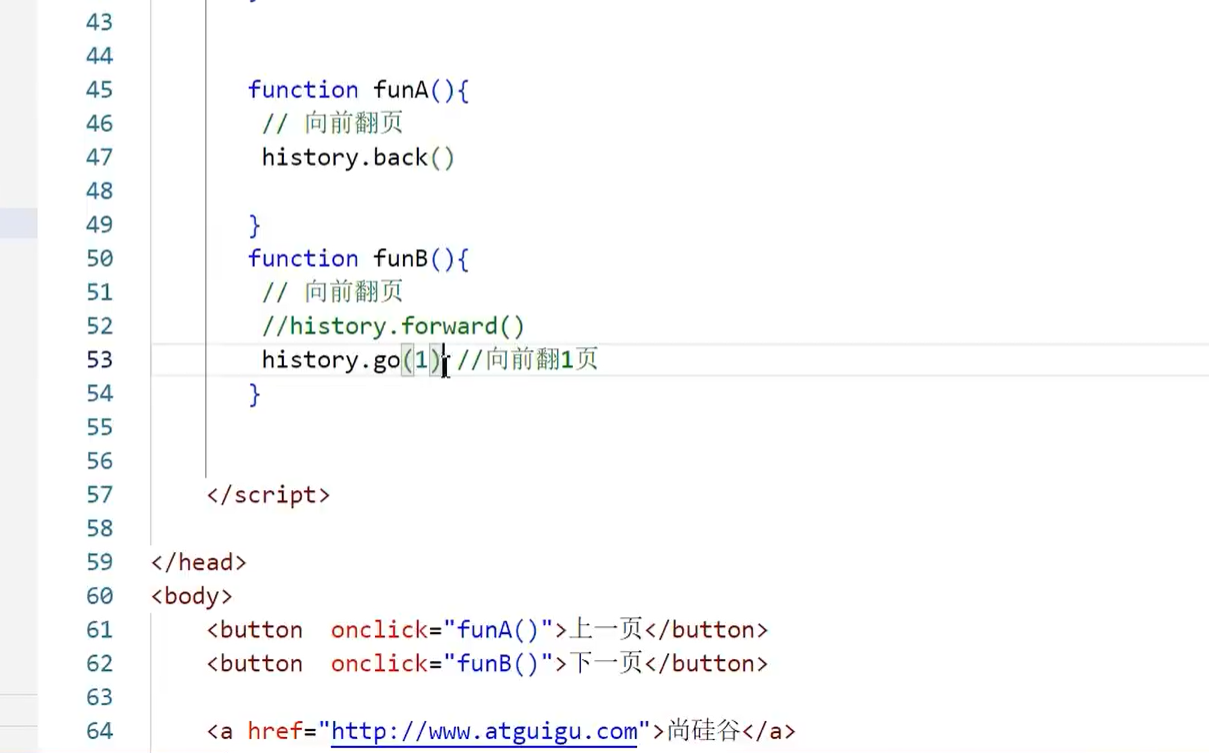 43
44
45 function funA(){
46 // 向前翻页
47 history.back()
48
49 }
50 function funB(){
51 // 向前翻页
52 //history.forward()
53 history.go(1) //向前翻1页
54 }
55
56
57 </script>
58
59 </head>
60 <body>
61 <button onclick="funA()">上一页</button>
62 <button onclick="funB()">下一页</button>
63
64 <a href="http://www.atguigu.com">尚硅谷</a>